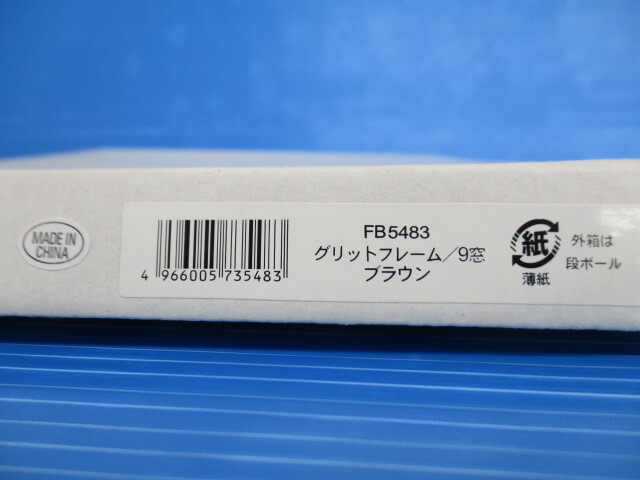 MADE IN
CHINA
4 966005 735483
FB5483
グリットフレーム/9窓
ブラウン
紙
薄紙
外箱は
段ボール